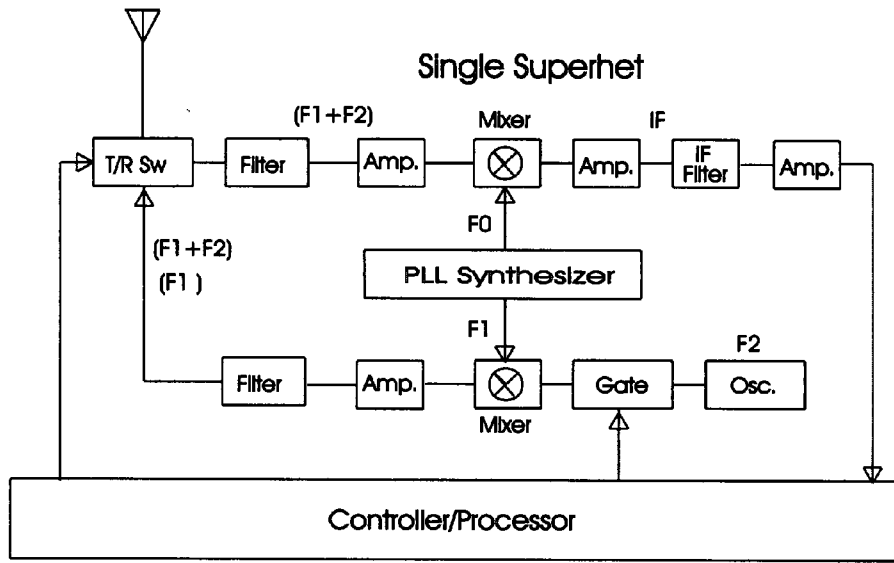 Single Superhet
(F1+F2)
Mixer
IF
T/R Sw
Filter
Amp.
Amp.
IF
Filter
Amp.
F0
(F1+F2)
(F1 )
PLL Synthesizer
F1
F2
Filter
Amp.
Gate
Osc.
Mixer
Controller/Processor